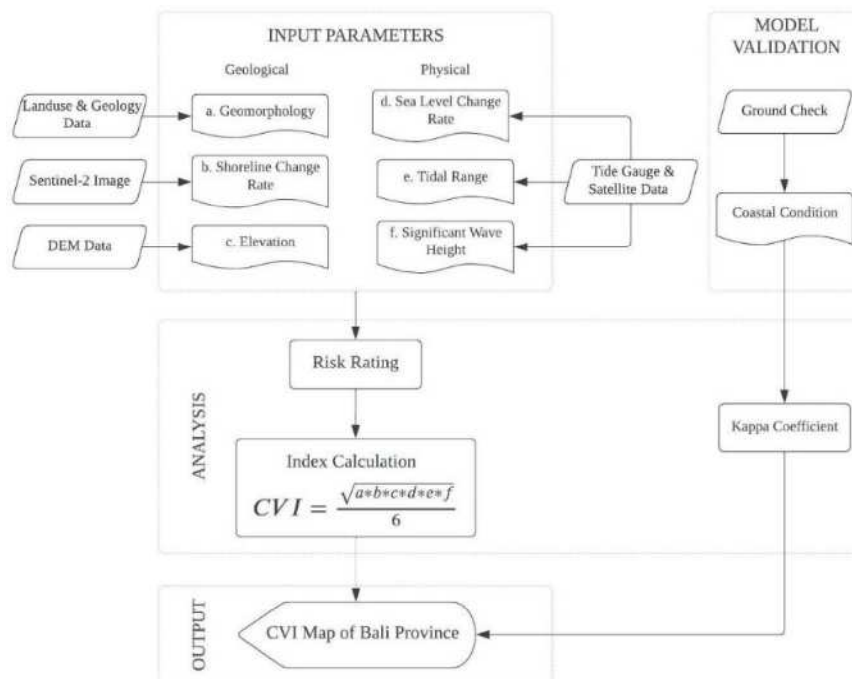 INPUT PARAMETERS
Geological
Physical
Landuse & Geology
Data
a. Geomorphology
d. Sea Level Change
Rate
Sentinel-2 Image
b. Shoreline Change
Rate
e. Tidal Range
Tide Gauge &
Satellite Data
DEM Data
c. Elevation
f. Significant Wave
Height
MODEL
VALIDATION
Ground Check
Coastal Condition
ANALYSIS
Risk Rating
Index Calculation
CVI = √a*b*c*d*e*f / 6
Kappa Coefficient
OUTPUT
CVI Map of Bali Province